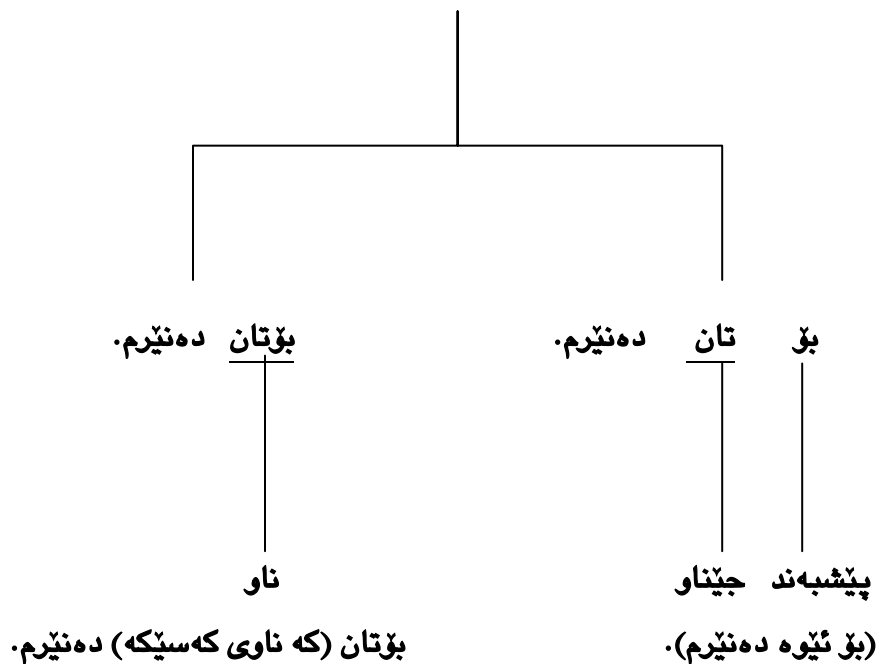 بۆ تان دەنێرم. بۆتان دەنێرم.
پێشبەند جێناو ناو
(بۆ ئێوە دەنێرم). بۆتان (کە ناوی کەسێکە) دەنێرم.